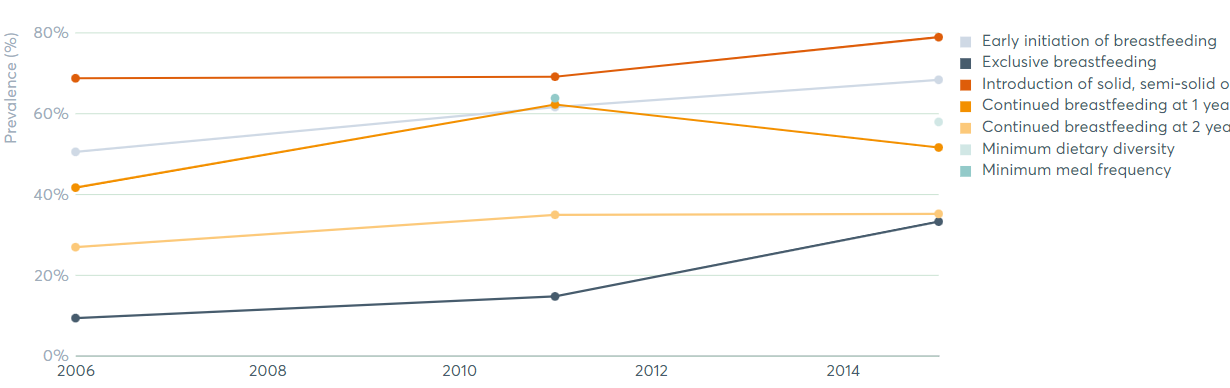 Prevalence (%)
80%
60%
40%
20%
0%
2006 2008 2010 2012 2014
Early initiation of breastfeeding
Exclusive breastfeeding
Introduction of solid, semi-solid o
Continued breastfeeding at 1 yea
Continued breastfeeding at 2 yea
Minimum dietary diversity
Minimum meal frequency